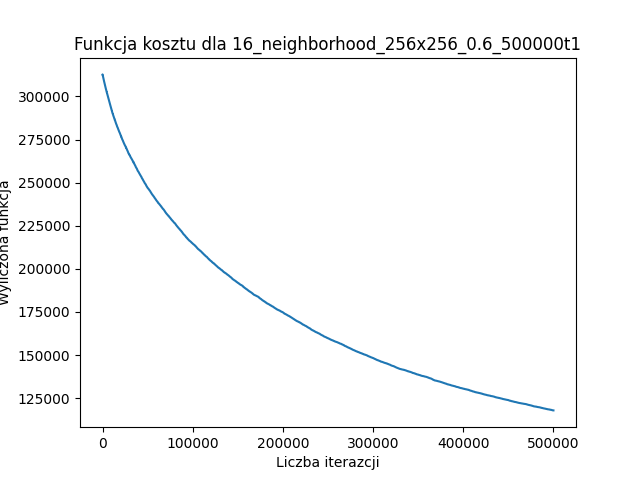 Funkcja kosztu dla 16_neighborhood_256x256_0.6_500000t1
300000
275000
250000
225000
200000
175000
150000
125000
Wyliczona funkcja
0 100000 200000 300000 400000 500000
Liczba iterazcji